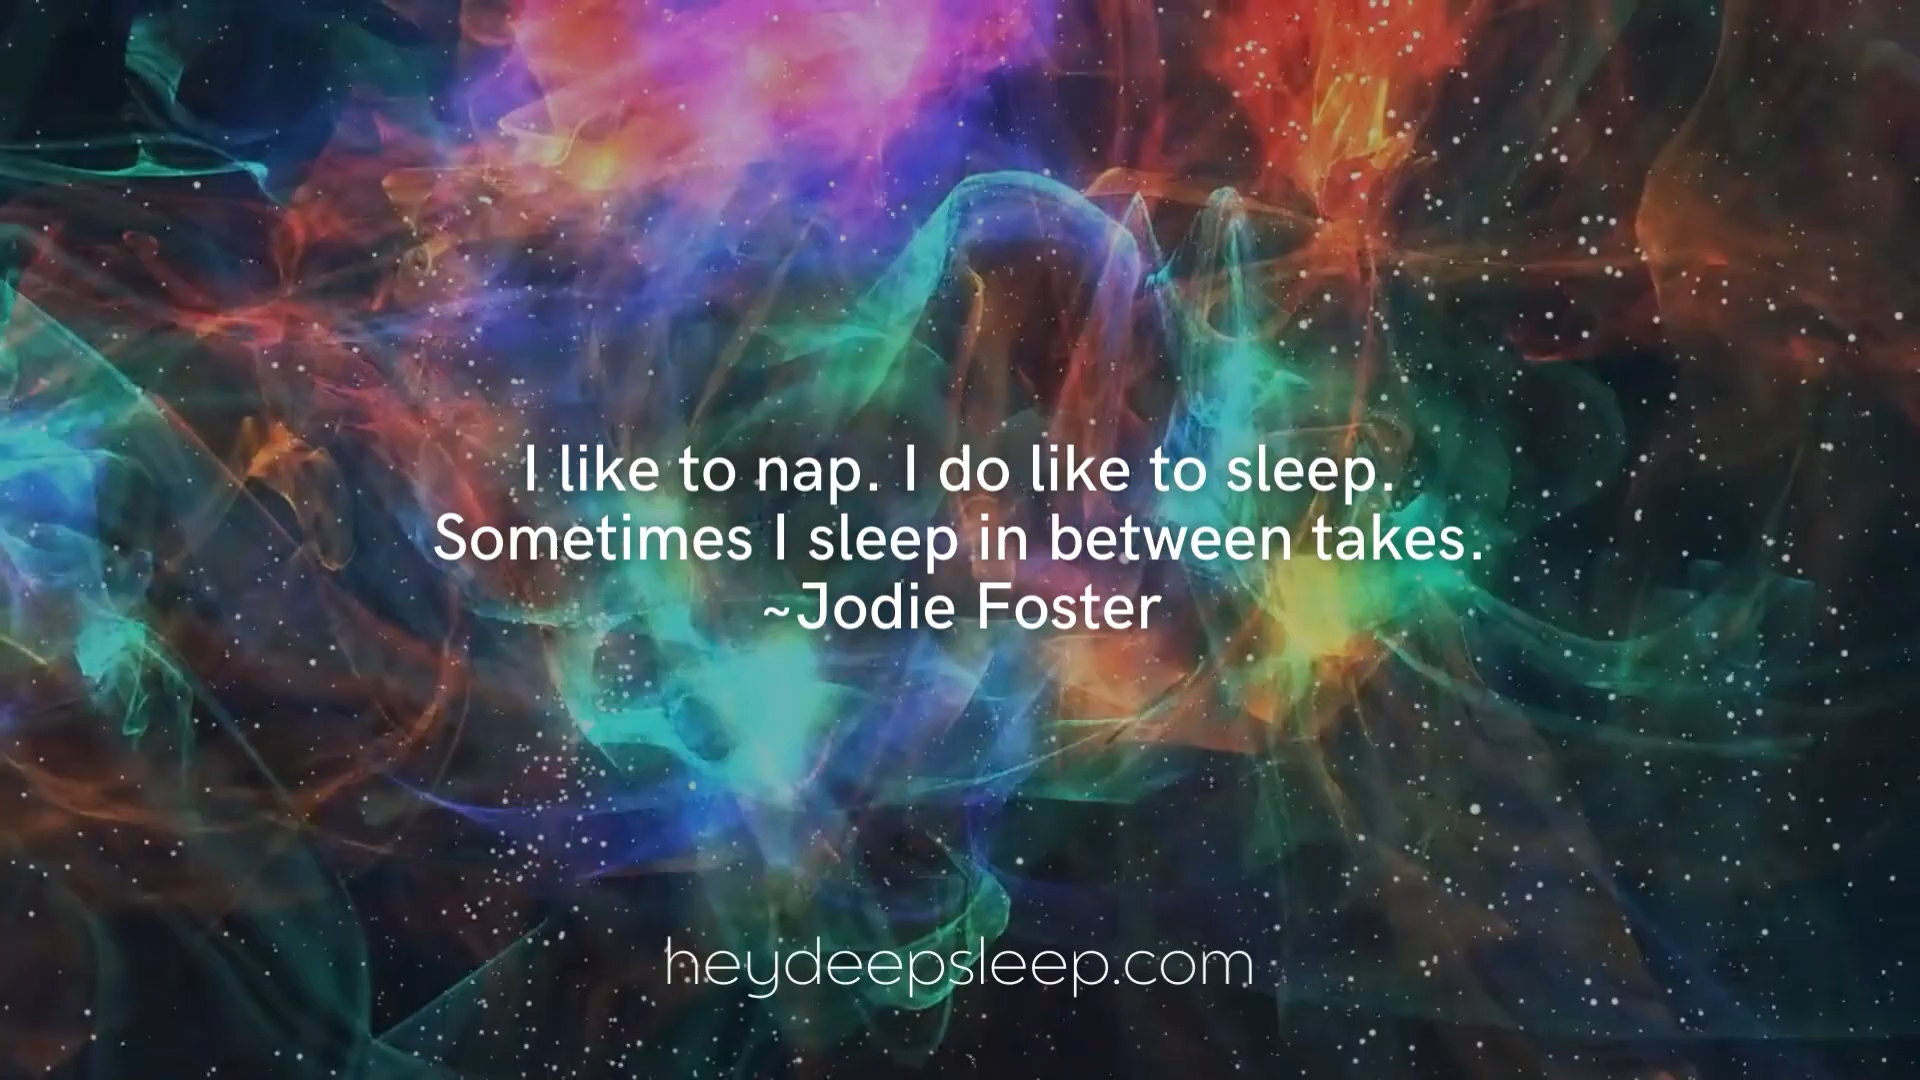 I like to nap. I do like to sleep.
Sometimes I sleep in between takes.
~Jodie Foster
heydeepsleep.com